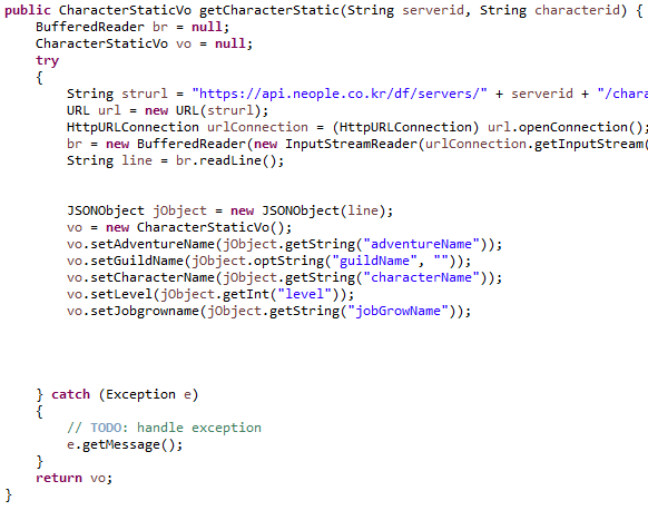 public CharacterStaticVo getCharacterStatic(String serverid, String characterid) {
BufferedReader br = null;
CharacterStaticVo vo = null;
try
{
String strurl = "https://api.neople.co.kr/df/servers/" + serverid + "/chara
URL url = new URL(strurl);
HttpURLConnection urlConnection = (HttpURLConnection) url.openConnection();
br = new BufferedReader(new InputStreamReader(urlConnection.getInputStream(
String line = br.readLine();
JSONObject jObject = new JSONObject(line);
vo = new CharacterStaticVo();
vo.setAdventureName(jObject.getString("adventureName"));
vo.setGuildName(jObject.optString("guildName", ""));
vo.setCharacterName(jObject.getString("characterName"));
vo.setLevel(jObject.getInt("level"));
vo.setJobgrowname(jObject.getString("jobGrowName"));
} catch (Exception e)
{
// TODO: handle exception
e.getMessage();
}
return vo;
}